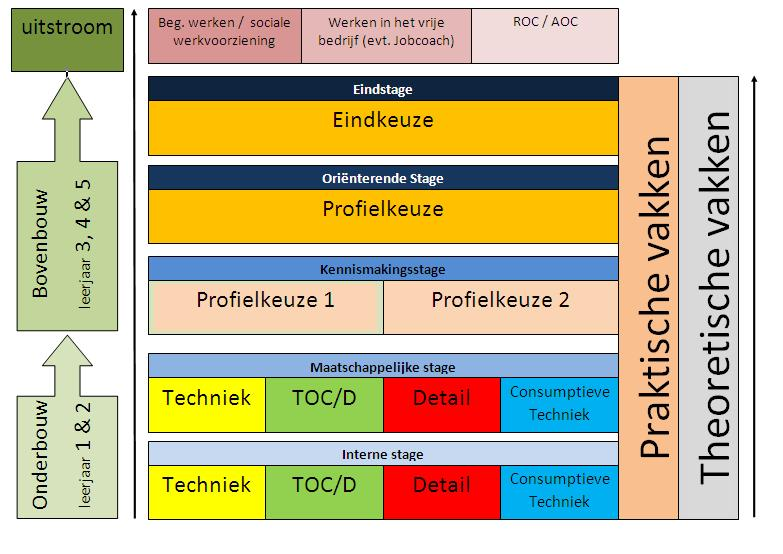 uitstroom
Beg. werken / sociale
werkvoorziening
Werken in het vrije
bedrijf (evt. Jobcoach)
ROC / AOC
Eindstage
Eindkeuze
Oriënterende Stage
Profielkeuze
Kennismakingsstage
Profielkeuze 1
Profielkeuze 2
Maatschappelijke stage
Techniek
TOC/D
Detail
Consumptieve
Techniek
Interne stage
Techniek
TOC/D
Detail
Consumptieve
Techniek
Bovenbouw
leerjaar 3, 4 & 5
Onderbouw
leerjaar 1 & 2
Praktische vakken
Theoretische vakken